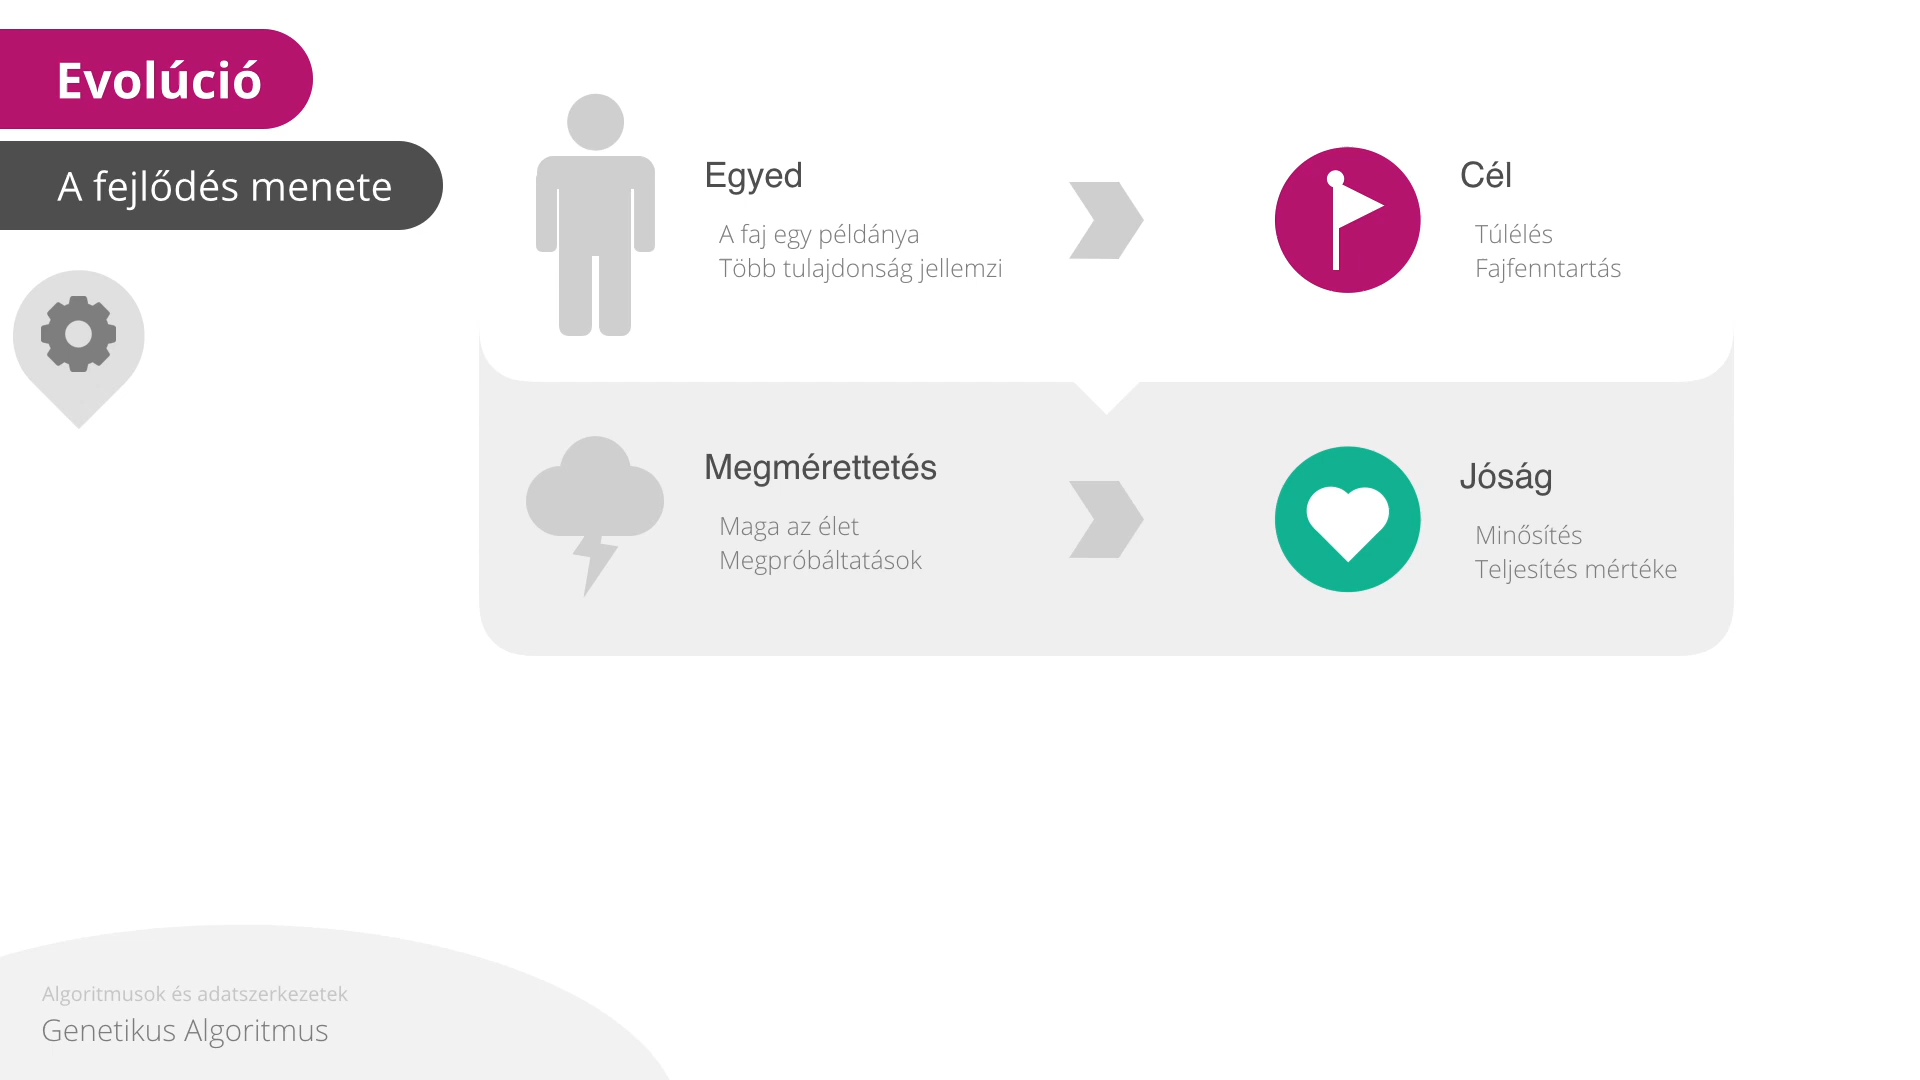 Evolúció
A fejlődés menete
Egyed
A faj egy példánya
Több tulajdonság jellemzi
Cél
Túlélés
Fajfenntartás
Megmérettetés
Maga az élet
Megpróbáltatások
Jóság
Minősítés
Teljesítés mértéke
Algoritmusok és adatszerkezetek
Genetikus Algoritmus